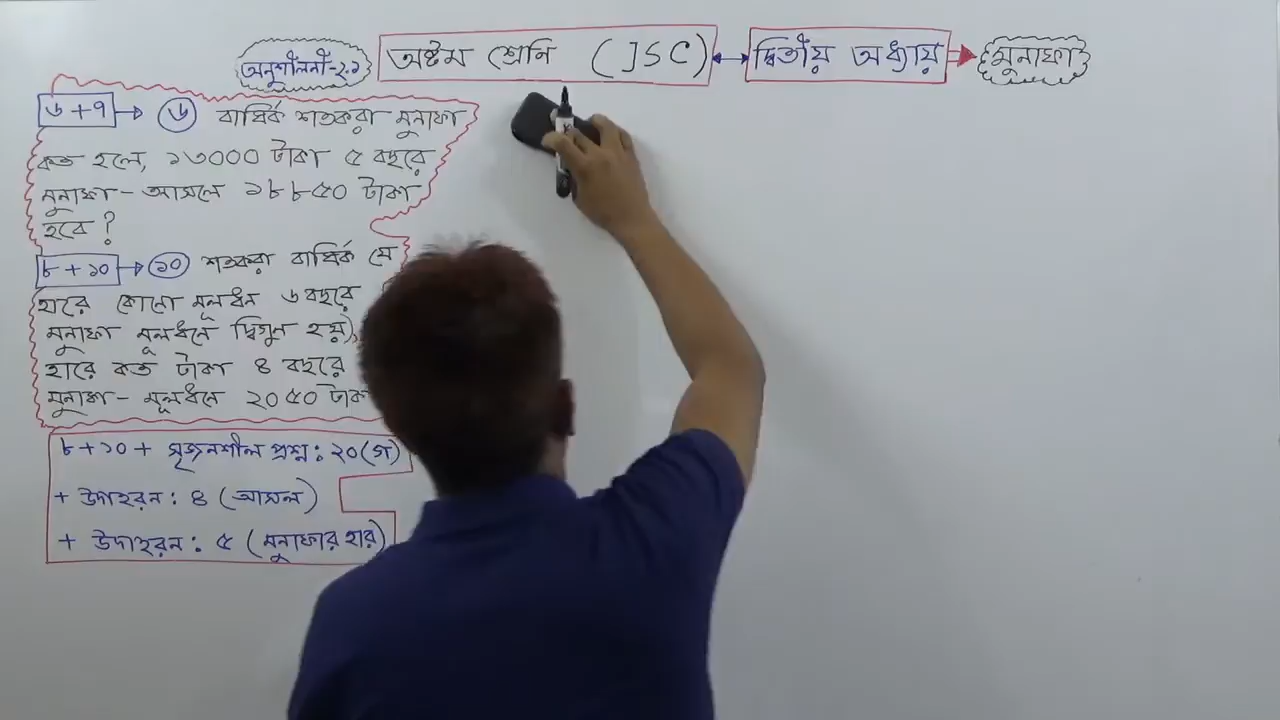 অনুশীলনী-২.১
অষ্টম শ্রেনি (JSC)
দ্বিতীয় অধ্যায়
মুনাফা
৬+৭ → ৬ বার্ষিক শতকরা মুনাফা
কত হলে, ১৩০০০ টাকা ৫ বছরে
মুনাফা - আসলে ১৮৮৫০ টাকা
হবে?
৮+১০ → ১০ শতকরা বার্ষিক যে
হারে কোনো মূলধন ৬ বছরে
মুনাফা মূলধনে দ্বিগুন হয়,
হারে কত টাকা ৪ বছরে
মুনাফা - মূলধনে ২০৫০ টাকা
৮+১০+ সৃজনশীল প্রশ্ন: ২০(গ)
+ উদাহরন: ৪ (আসল)
+ উদাহরন: ৫ (মুনাফার হার)